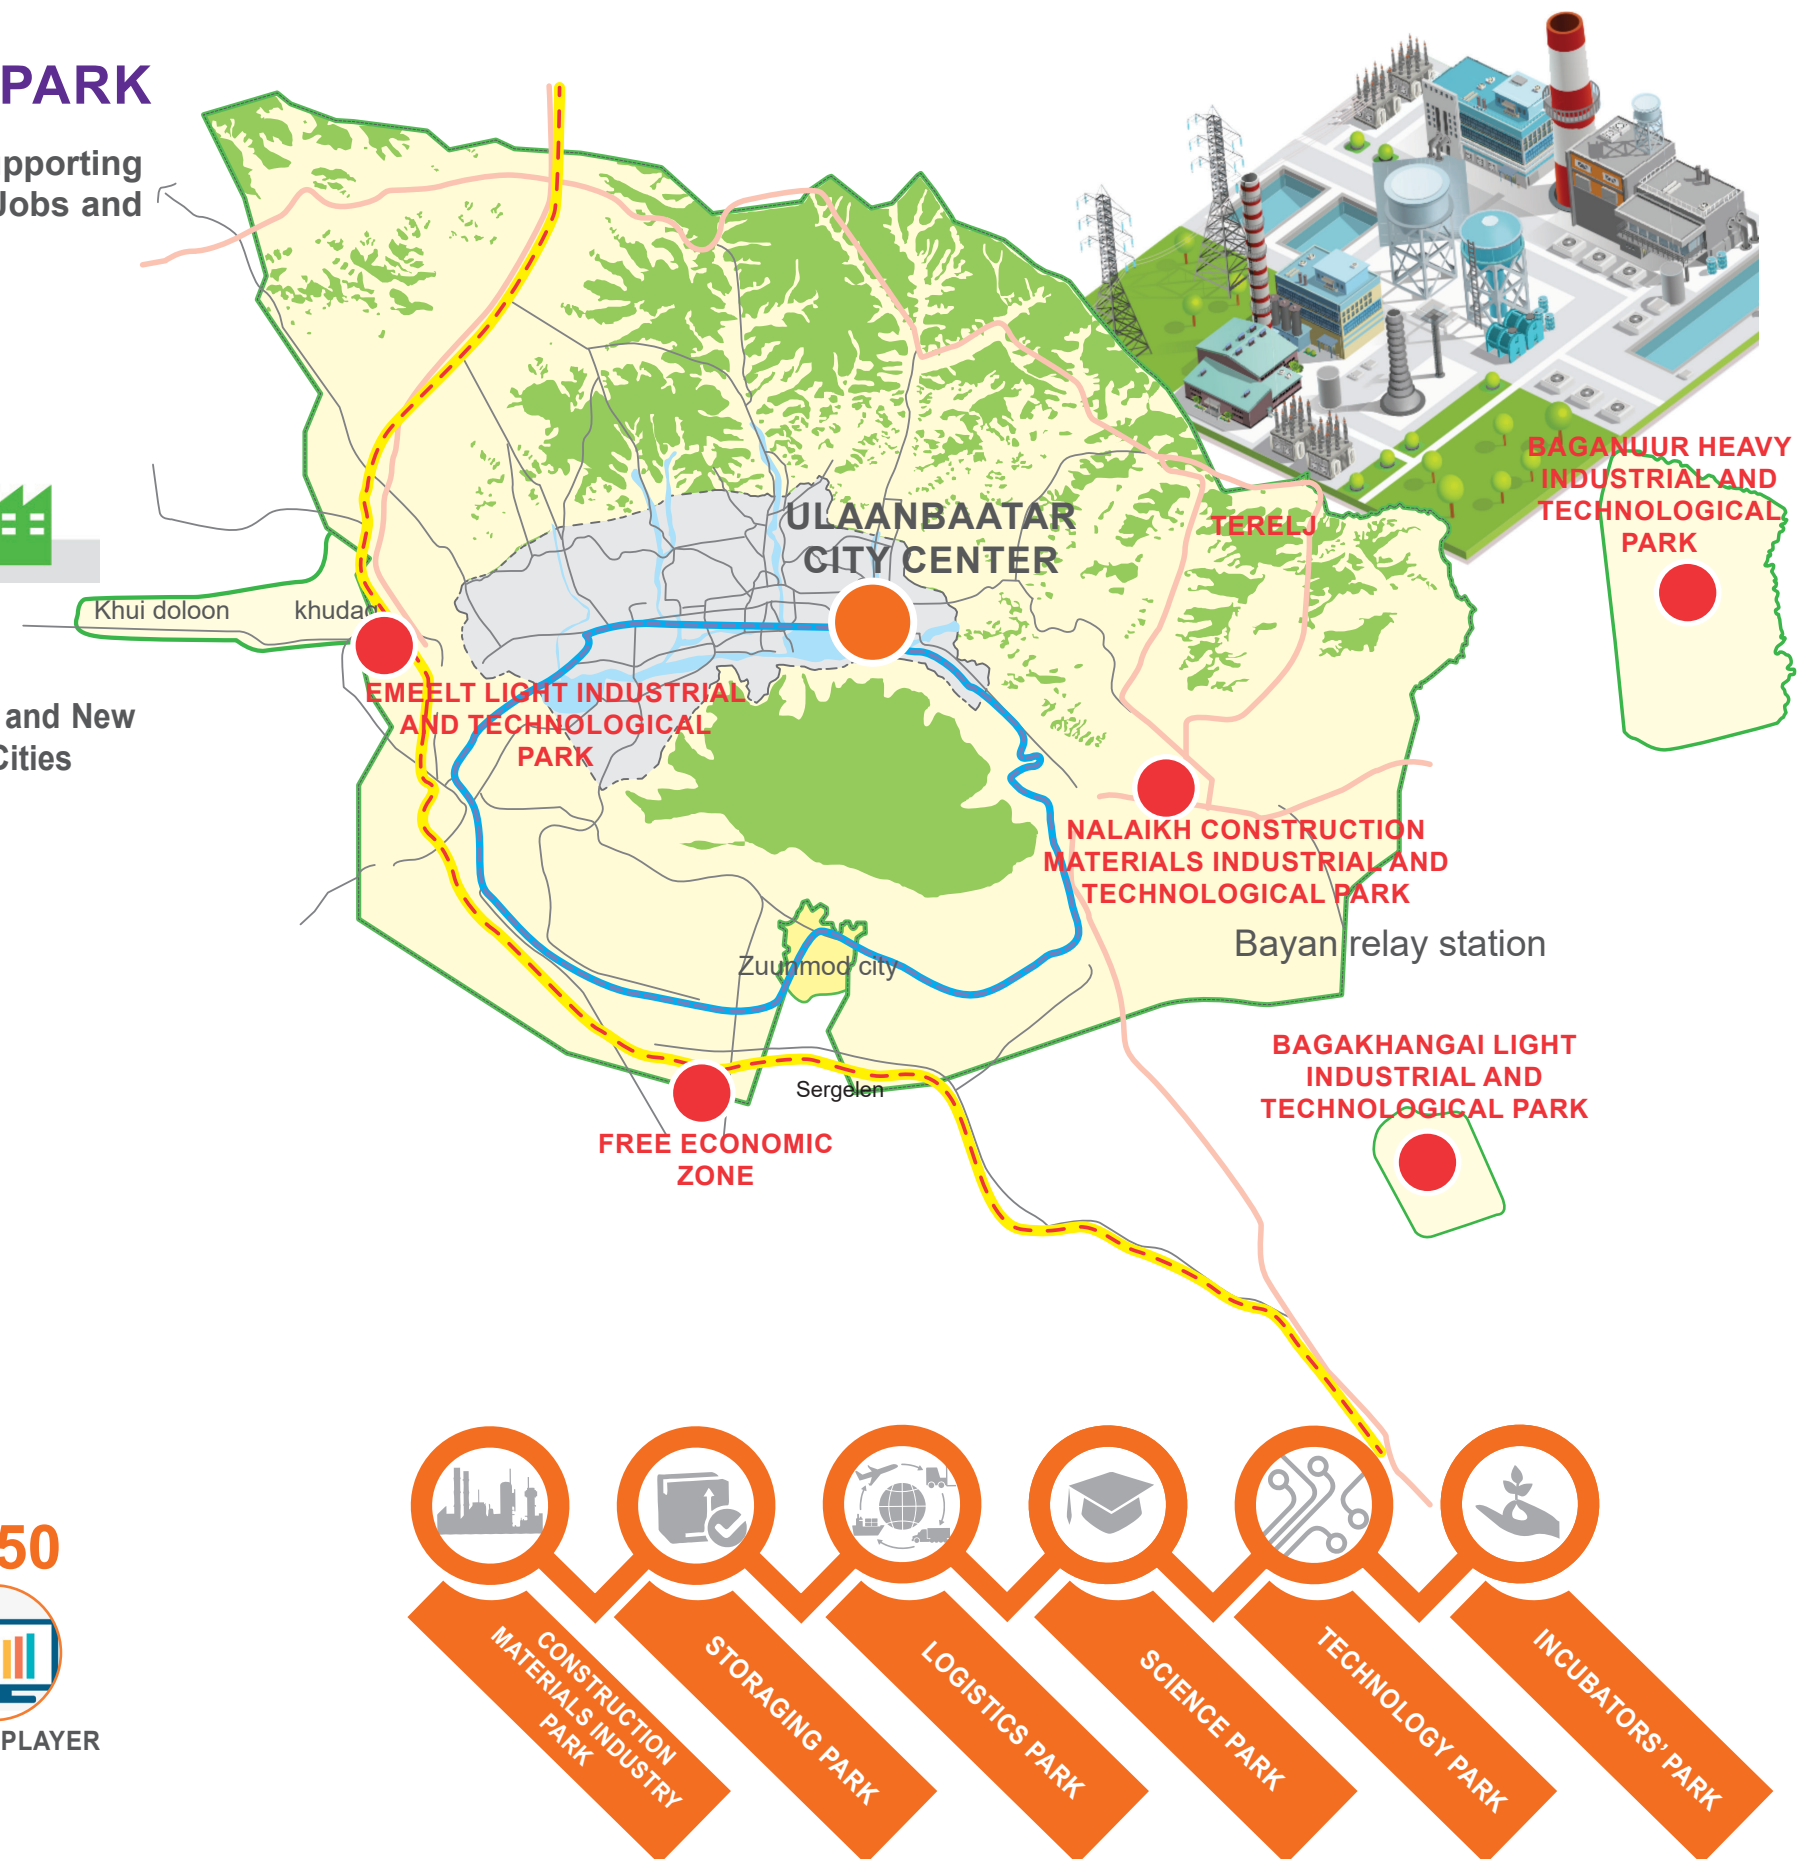 PARK
pporting
Jobs and
BAGANUUR HEAVY
INDUSTRIAL AND
TECHNOLOGICAL
PARK
ULAANBAATAR
CITY CENTER
TERELJ
Khui doloon khudag
EMEELT LIGHT INDUSTRIAL
AND TECHNOLOGICAL
PARK
and New
Cities
NALAIKH CONSTRUCTION
MATERIALS INDUSTRIAL AND
TECHNOLOGICAL PARK
Bayan relay station
Zuunmod city
BAGAKHANGAI LIGHT
INDUSTRIAL AND
TECHNOLOGICAL PARK
Sergelen
FREE ECONOMIC
ZONE
50
PLAYER
CONSTRUCTION
MATERIALS INDUSTRY
PARK
STORAGING PARK
LOGISTICS PARK
SCIENCE PARK
TECHNOLOGY PARK
INCUBATORS' PARK